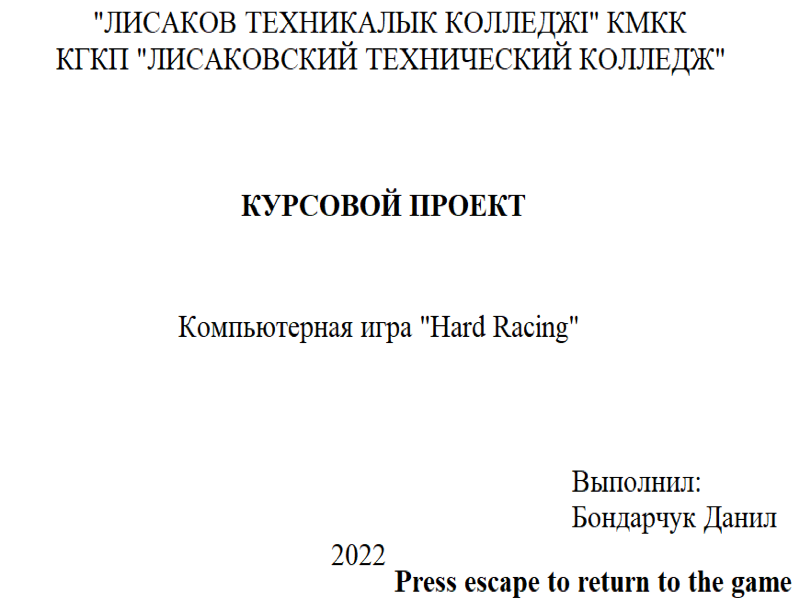 "ЛИСАКОВ ТЕХНИКАЛЫК КОЛЛЕДЖІ" КМКК
КГКП "ЛИСАКОВСКИЙ ТЕХНИЧЕСКИЙ КОЛЛЕДЖ"
КУРСОВОЙ ПРОЕКТ
Компьютерная игра "Hard Racing"
Выполнил:
Бондарчук Данил
2022
Press escape to return to the game